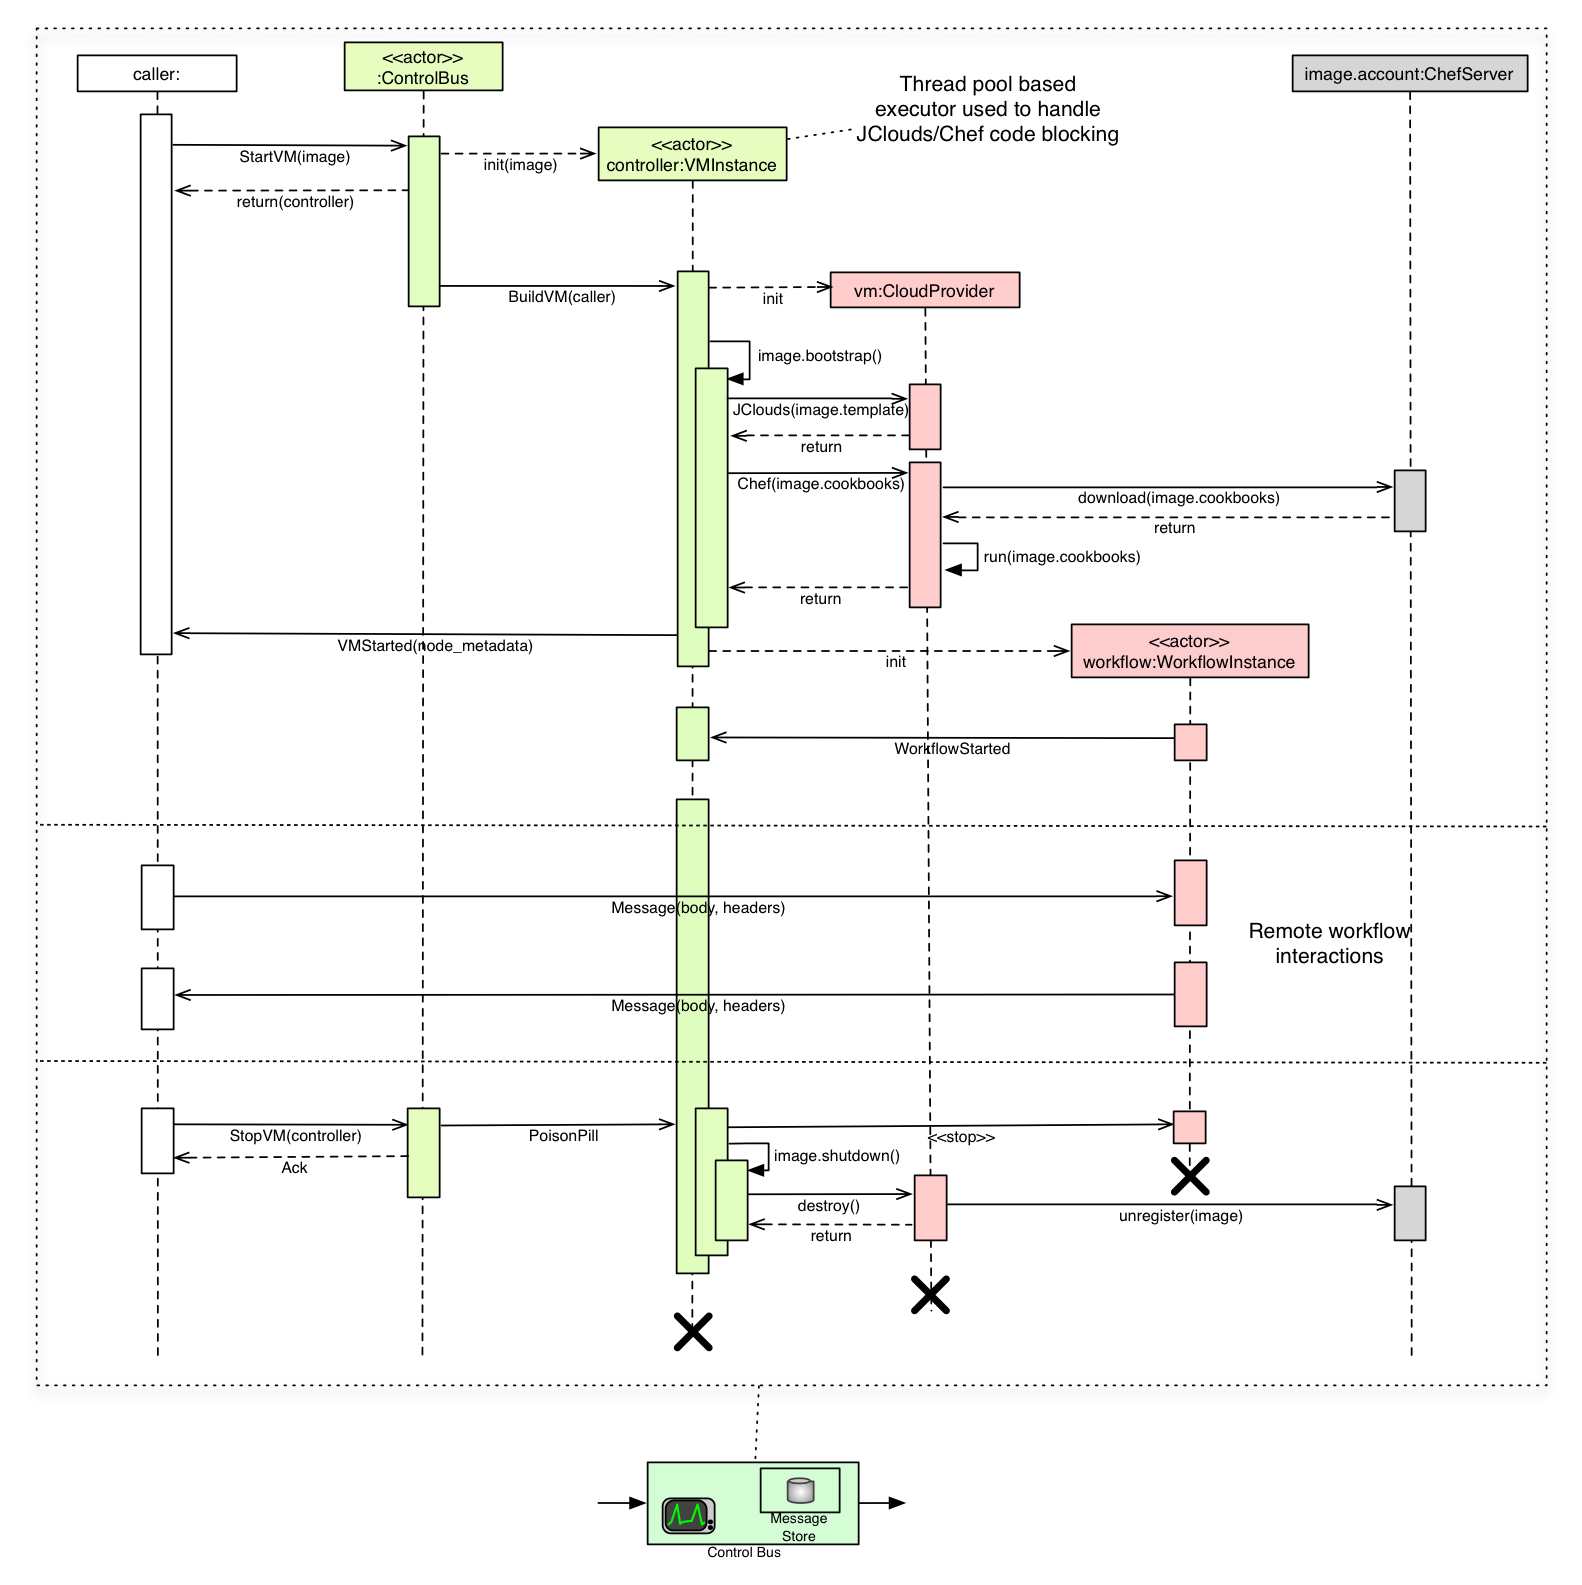 caller:
<<actor>>
:ControlBus
image.account:ChefServer
Thread pool based
executor used to handle
JClouds/Chef code blocking
<<actor>>
controller:VMInstance
StartVM(image)
init(image)
return(controller)
BuildVM(caller)
init
vm:CloudProvider
image.bootstrap()
JClouds(image.template)
return
Chef(image.cookbooks)
download(image.cookbooks)
return
run(image.cookbooks)
return
VMStarted(node_metadata)
init
<<actor>>
workflow:WorkflowInstance
WorkflowStarted
Message(body, headers)
Remote workflow
interactions
Message(body, headers)
StopVM(controller)
PoisonPill
<<stop>>
Ack
image.shutdown()
destroy()
unregister(image)
return
Message
Store
Control Bus